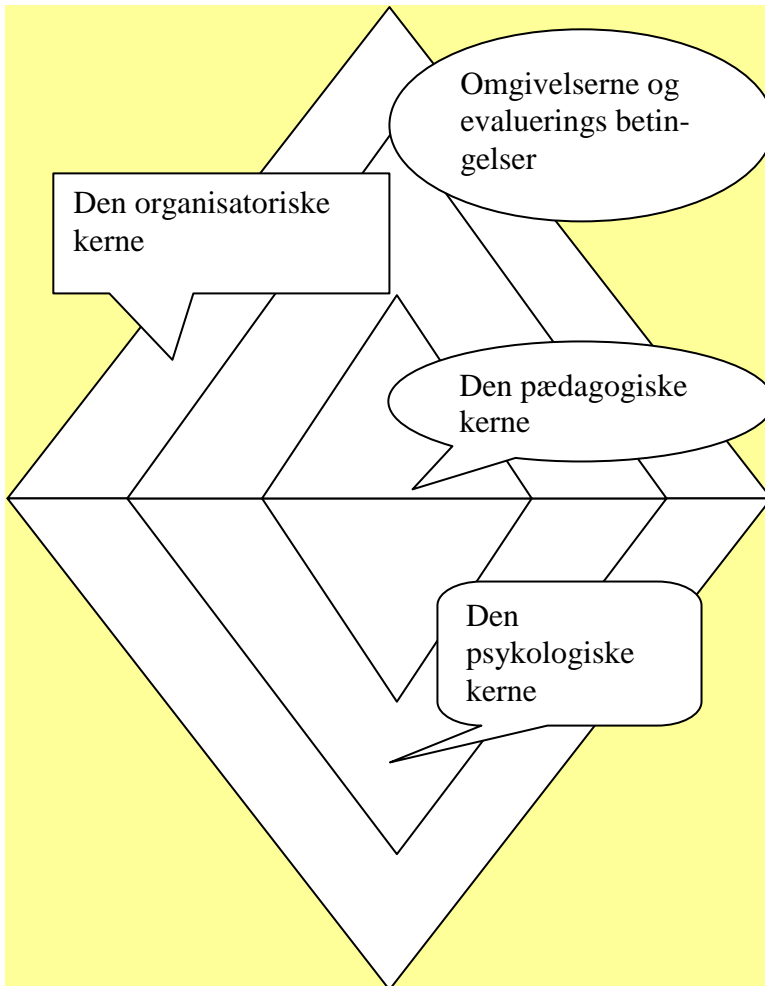 Omgivelserne og
evaluerings betin-
gelser
Den organisatoriske
kerne
Den pædagogiske
kerne
Den
psykologiske
kerne